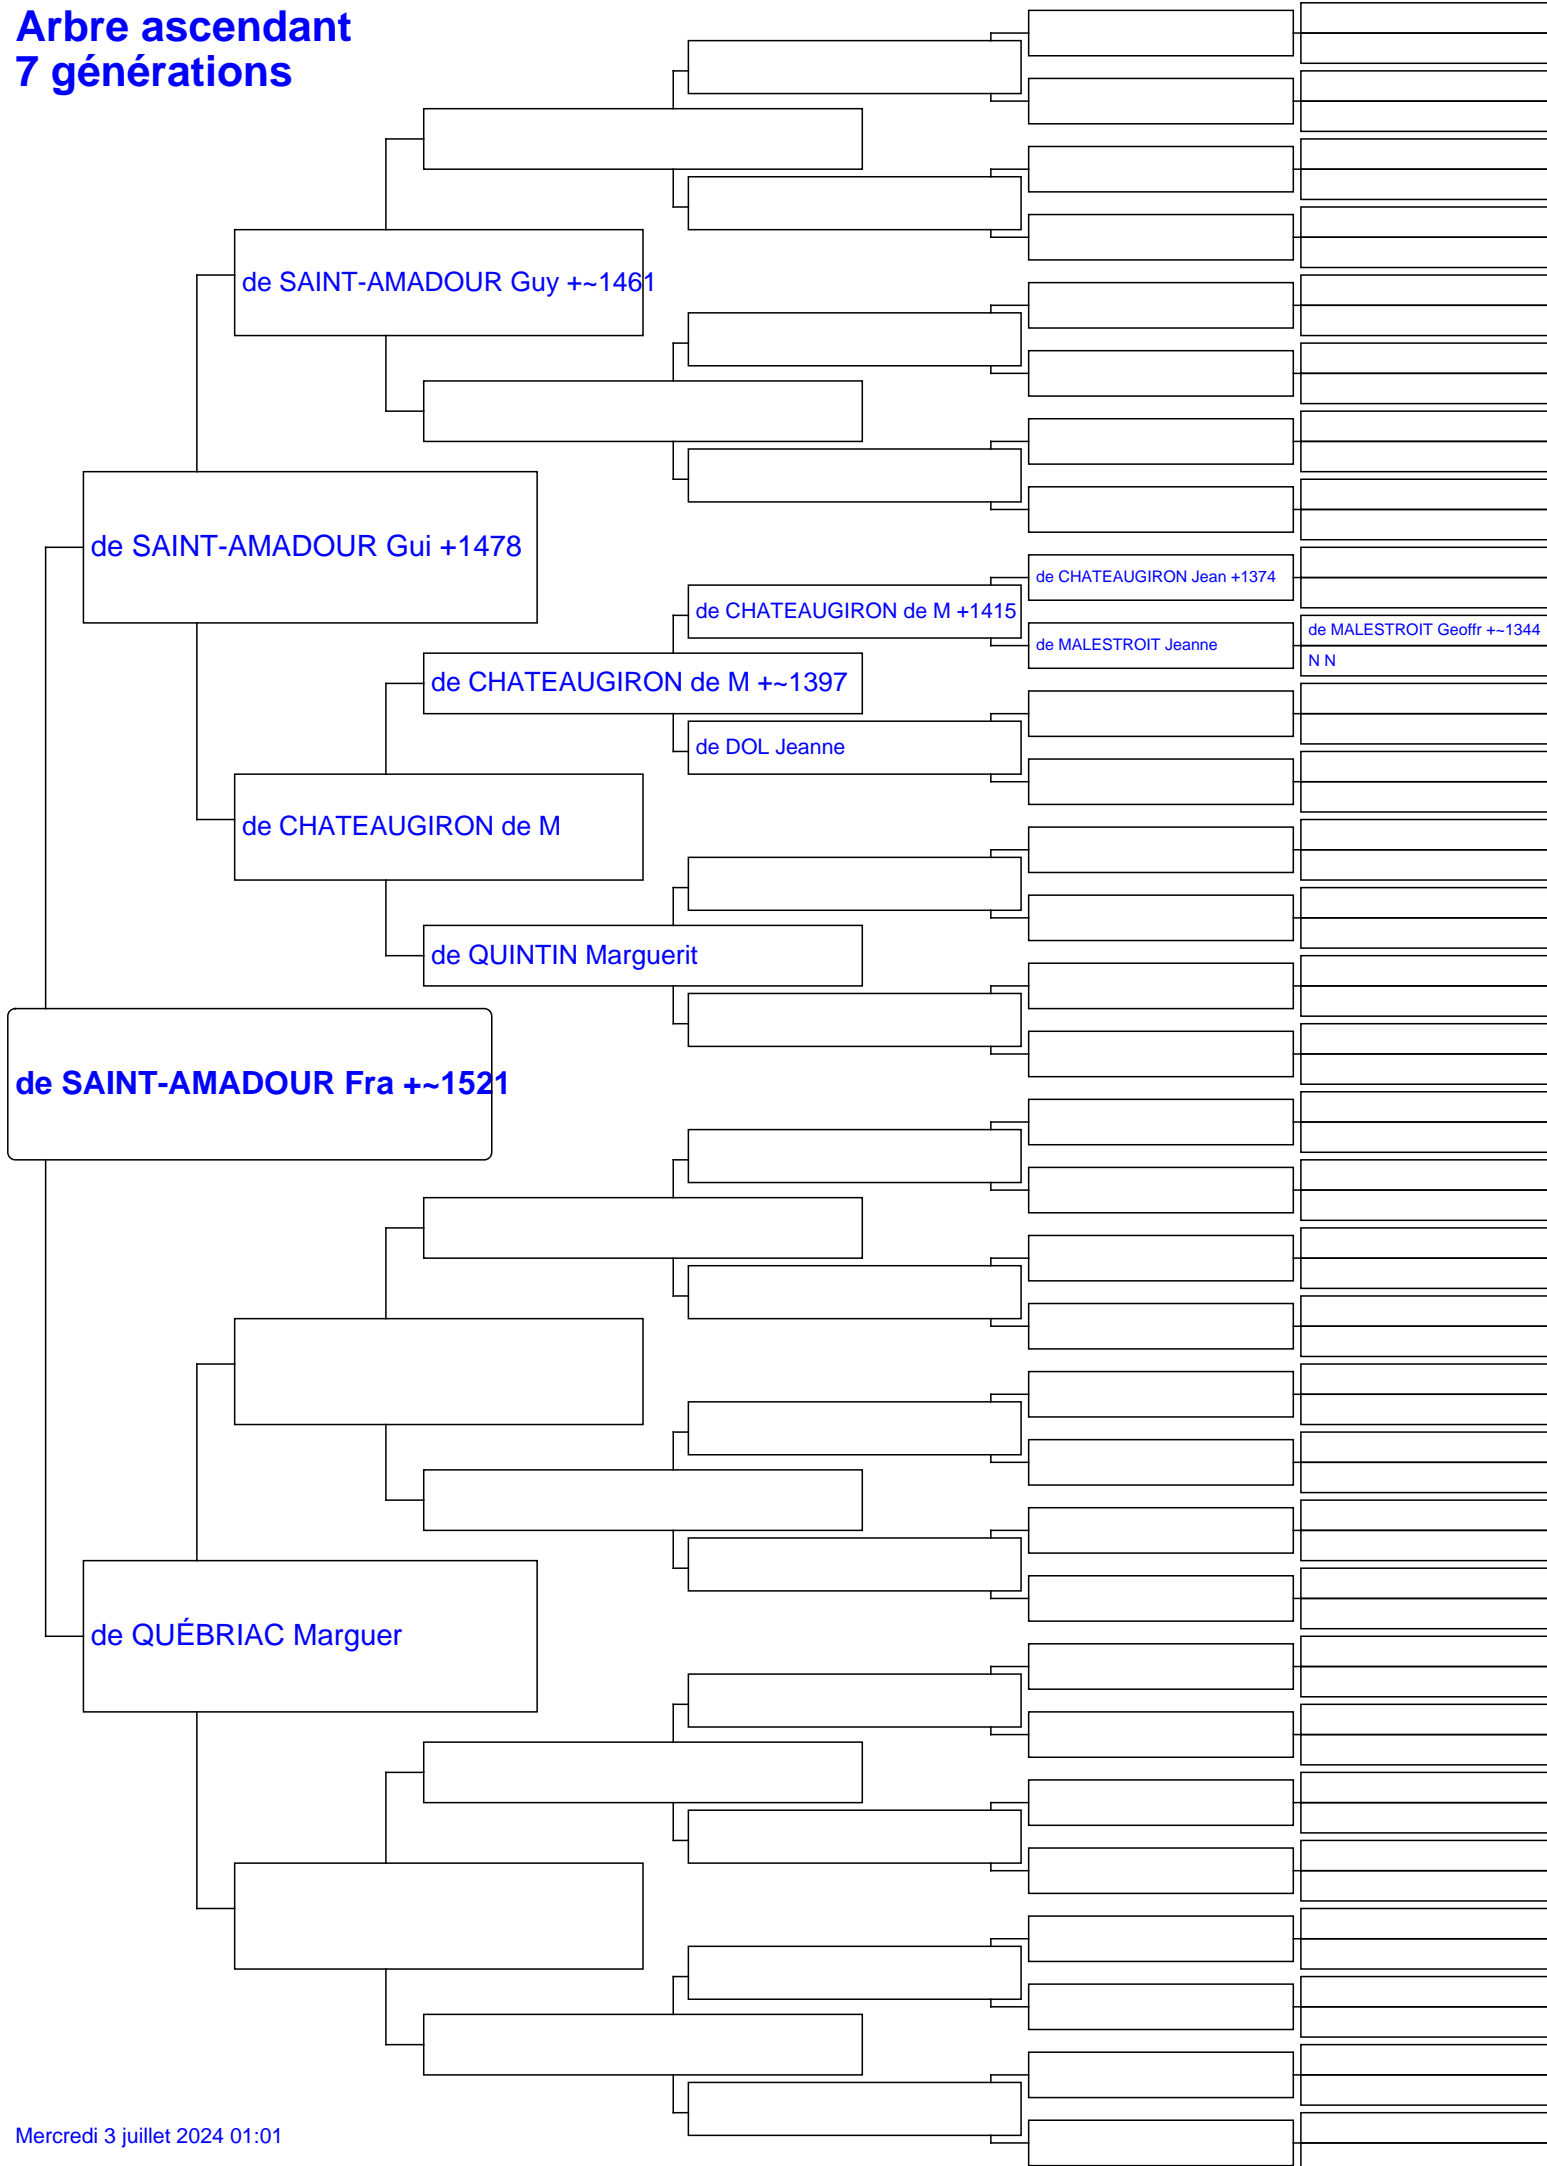 Arbre ascendant
7 générations
de SAINT-AMADOUR Guy +~1461
de SAINT-AMADOUR Gui +1478
de CHATEAUGIRON Jean +1374
de CHATEAUGIRON de M +1415
de MALESTROIT Geoffr +~1344
de MALESTROIT Jeanne
N N
de CHATEAUGIRON de M +~1397
de DOL Jeanne
de CHATEAUGIRON de M
de QUINTIN Marguerit
de SAINT-AMADOUR Fra +~1521
de QUÉBRIAC Marguer
Mercredi 3 juillet 2024 01:01